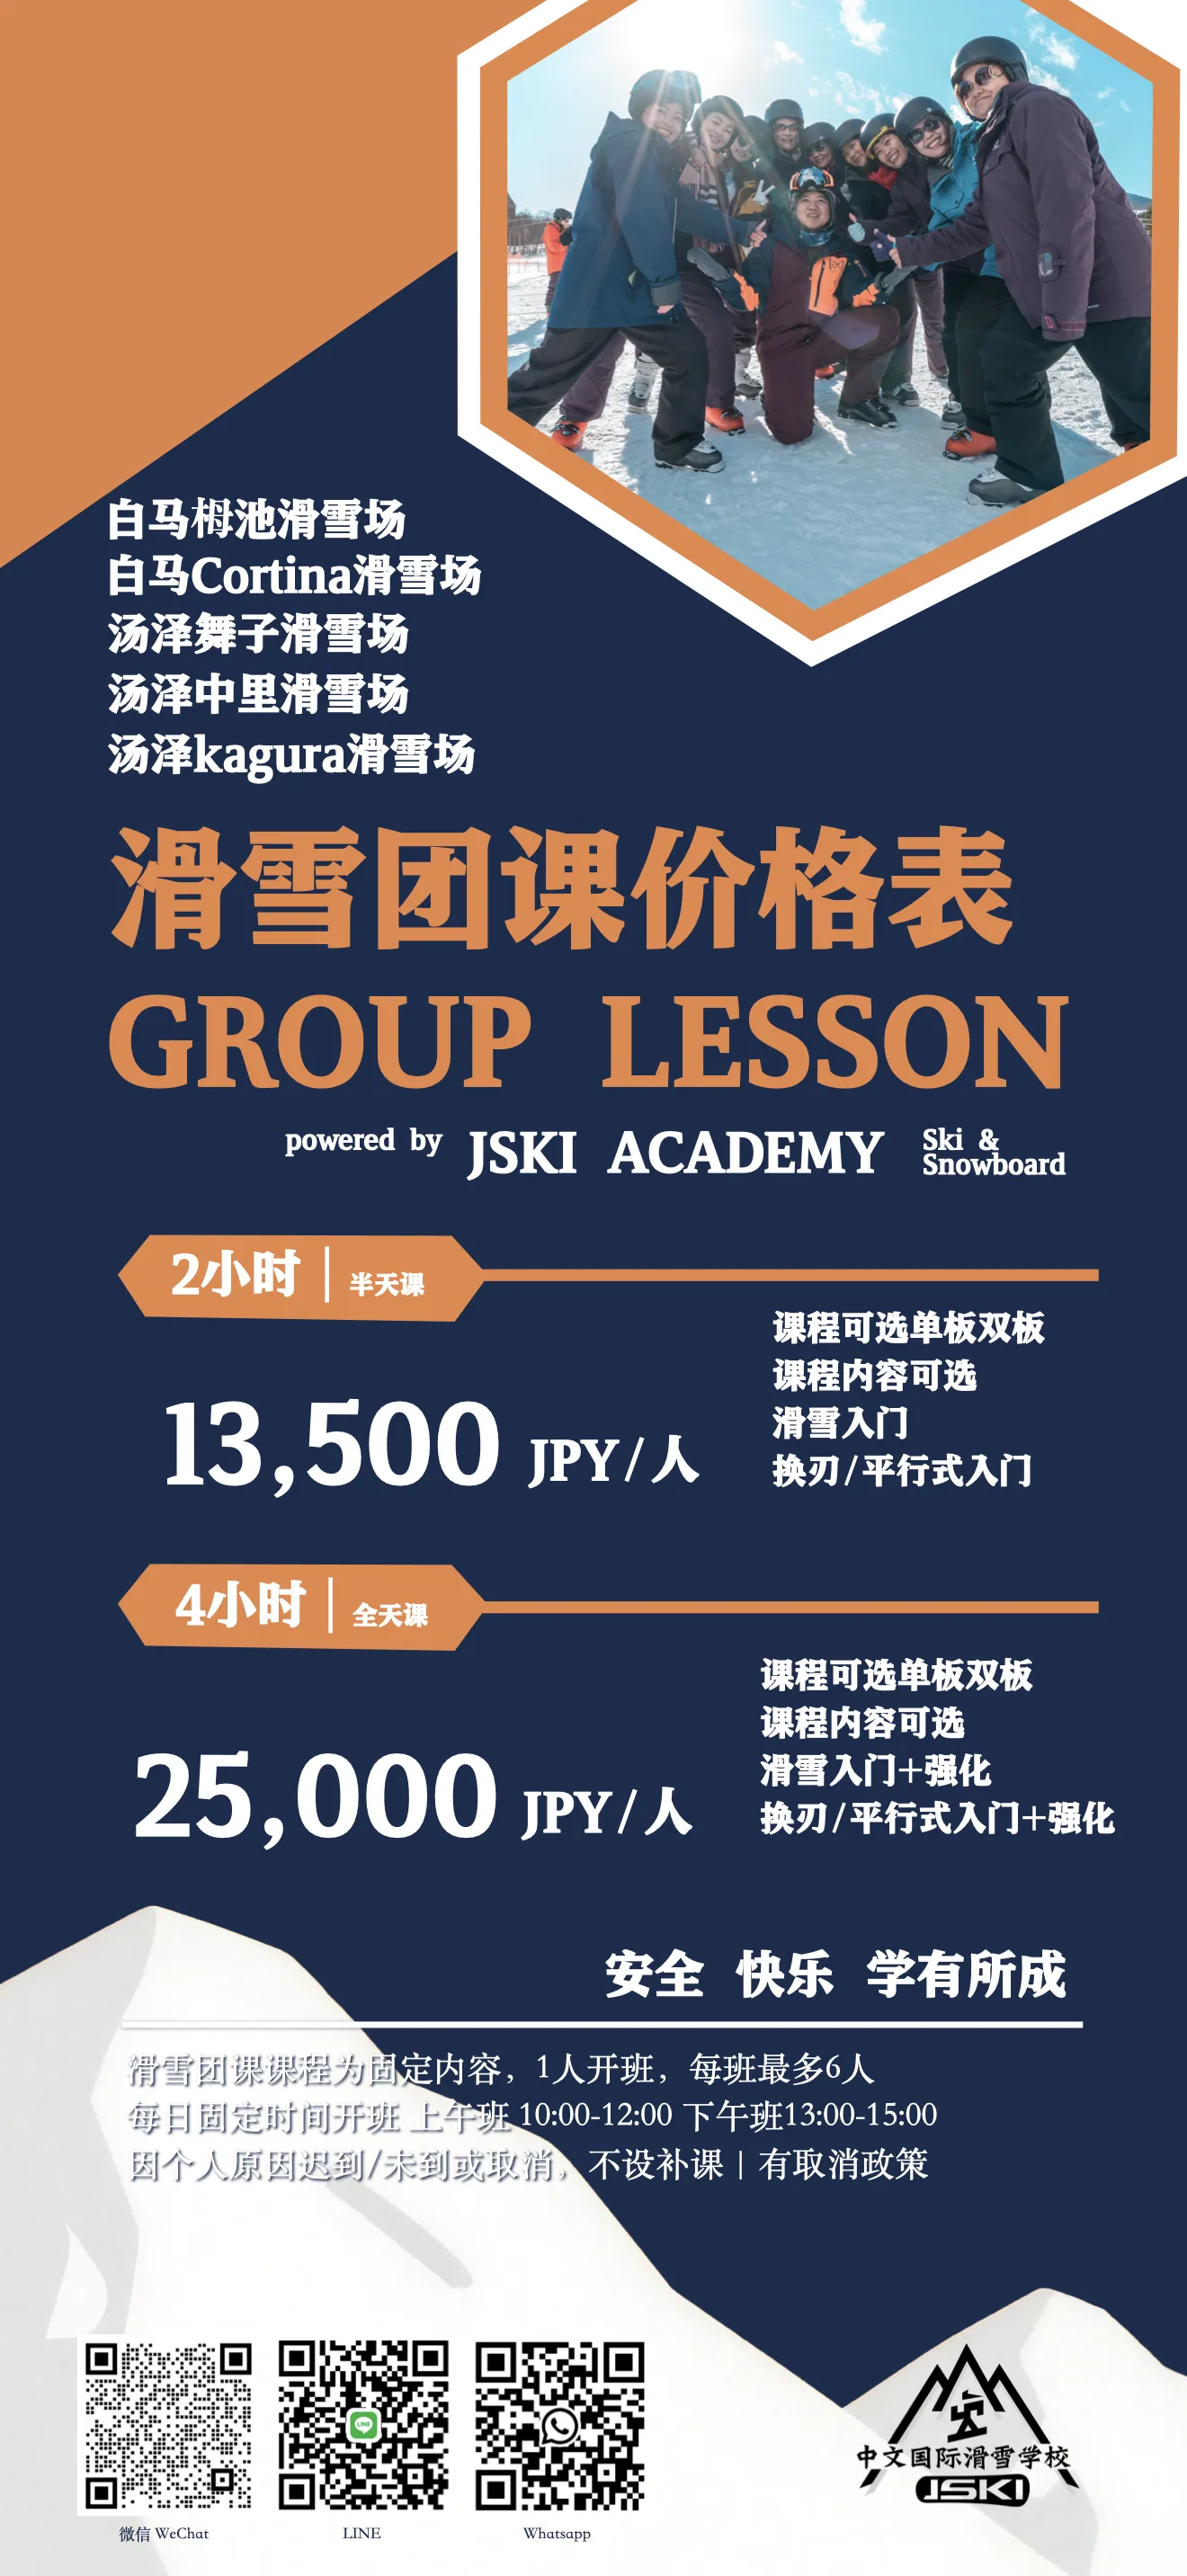 白马栂池滑雪场
白马Cortina滑雪场
汤泽舞子滑雪场
汤泽中里滑雪场
汤泽kagura滑雪场
滑雪团课价格表
GROUP LESSON
powered by JSKI ACADEMY Ski & Snowboard
2小时 | 半天课
课程可选单板双板
课程内容可选
滑雪入门
换刃/平行式入门
13,500 JPY/人
4小时 | 全天课
课程可选单板双板
课程内容可选
滑雪入门+强化
换刃/平行式入门+强化
25,000 JPY/人
安全 快乐 学有所成
滑雪团课课程为固定内容，1人开班，每班最多6人
每日固定时间开班 上午班 10:00-12:00 下午班13:00-15:00
因个人原因迟到/未到或取消，不设补课 | 有取消政策
中文国际滑雪学校
JSKI
微信 WeChat
LINE
Whatsapp